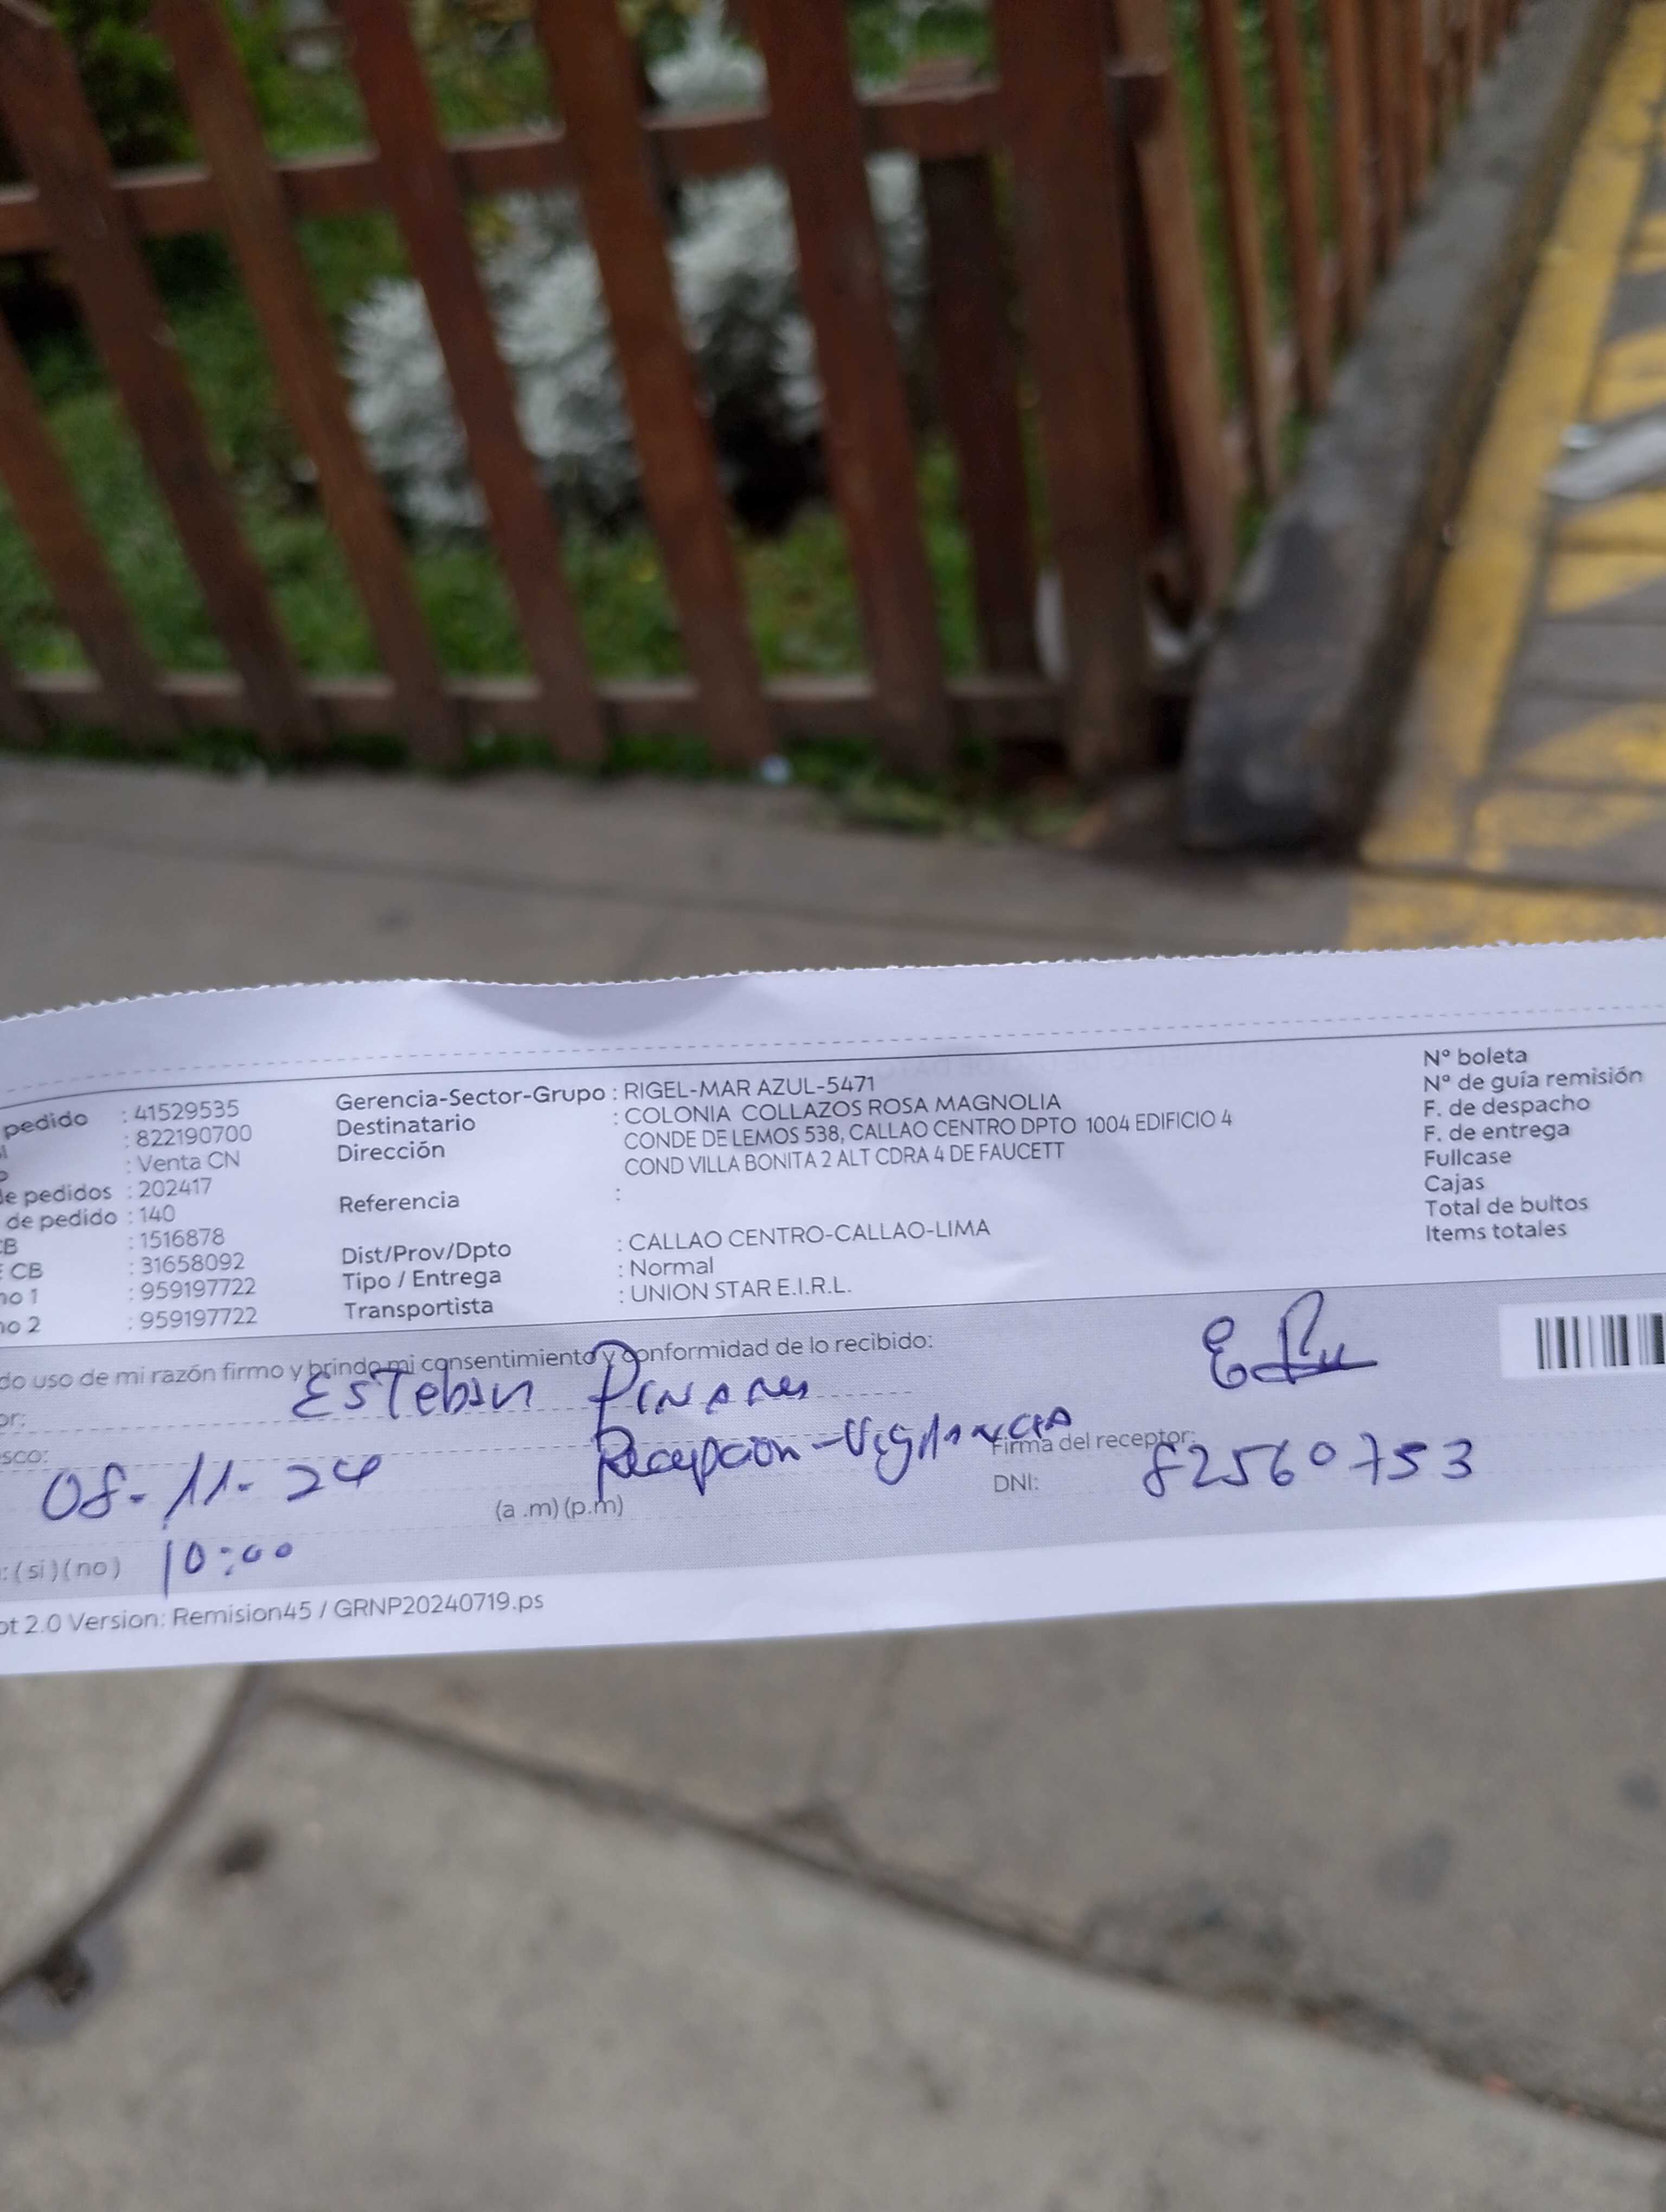 pedido : 41529535
: 822190700
: Venta CN
de pedidos : 202417
de pedido : 140
CB : 1516878
CB : 31658092
no 1 : 959197722
no 2 : 959197722
Gerencia-Sector-Grupo : RIGEL-MAR AZUL-5471
Destinatario : COLONIA COLLAZOS ROSA MAGNOLIA
Dirección CONDE DE LEMOS 538, CALLAO CENTRO DPTO 1004 EDIFICIO 4
COND VILLA BONITA 2 ALT CDRA 4 DE FAUCETT
Referencia :
Dist/Prov/Dpto : CALLAO CENTRO-CALLAO-LIMA
Tipo / Entrega : Normal
Transportista : UNION STAR E.I.R.L.
N° boleta
N° de guía remisión
F. de despacho
F. de entrega
Fullcase
Cajas
Total de bultos
Items totales
do uso de mi razón firmo y brindo mi consentimiento y conformidad de lo recibido:
or: Esteban
sco: Recepcion - Vigilancia
Firma del receptor:
08-11-24 (a .m) (p.m)
DNI: 82560753
: (si) (no) 10:00
ot 2.0 Version: Remision45 / GRNP20240719.ps